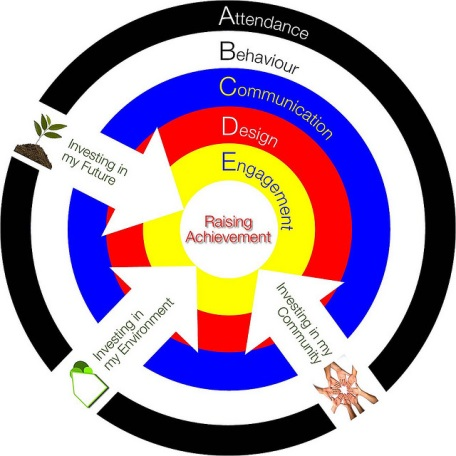 Attendance
Behaviour
Communication
Design
Engagement
Raising
Achievement
Investing in
my Future
Investing in
my Environment
Investing in my
Community